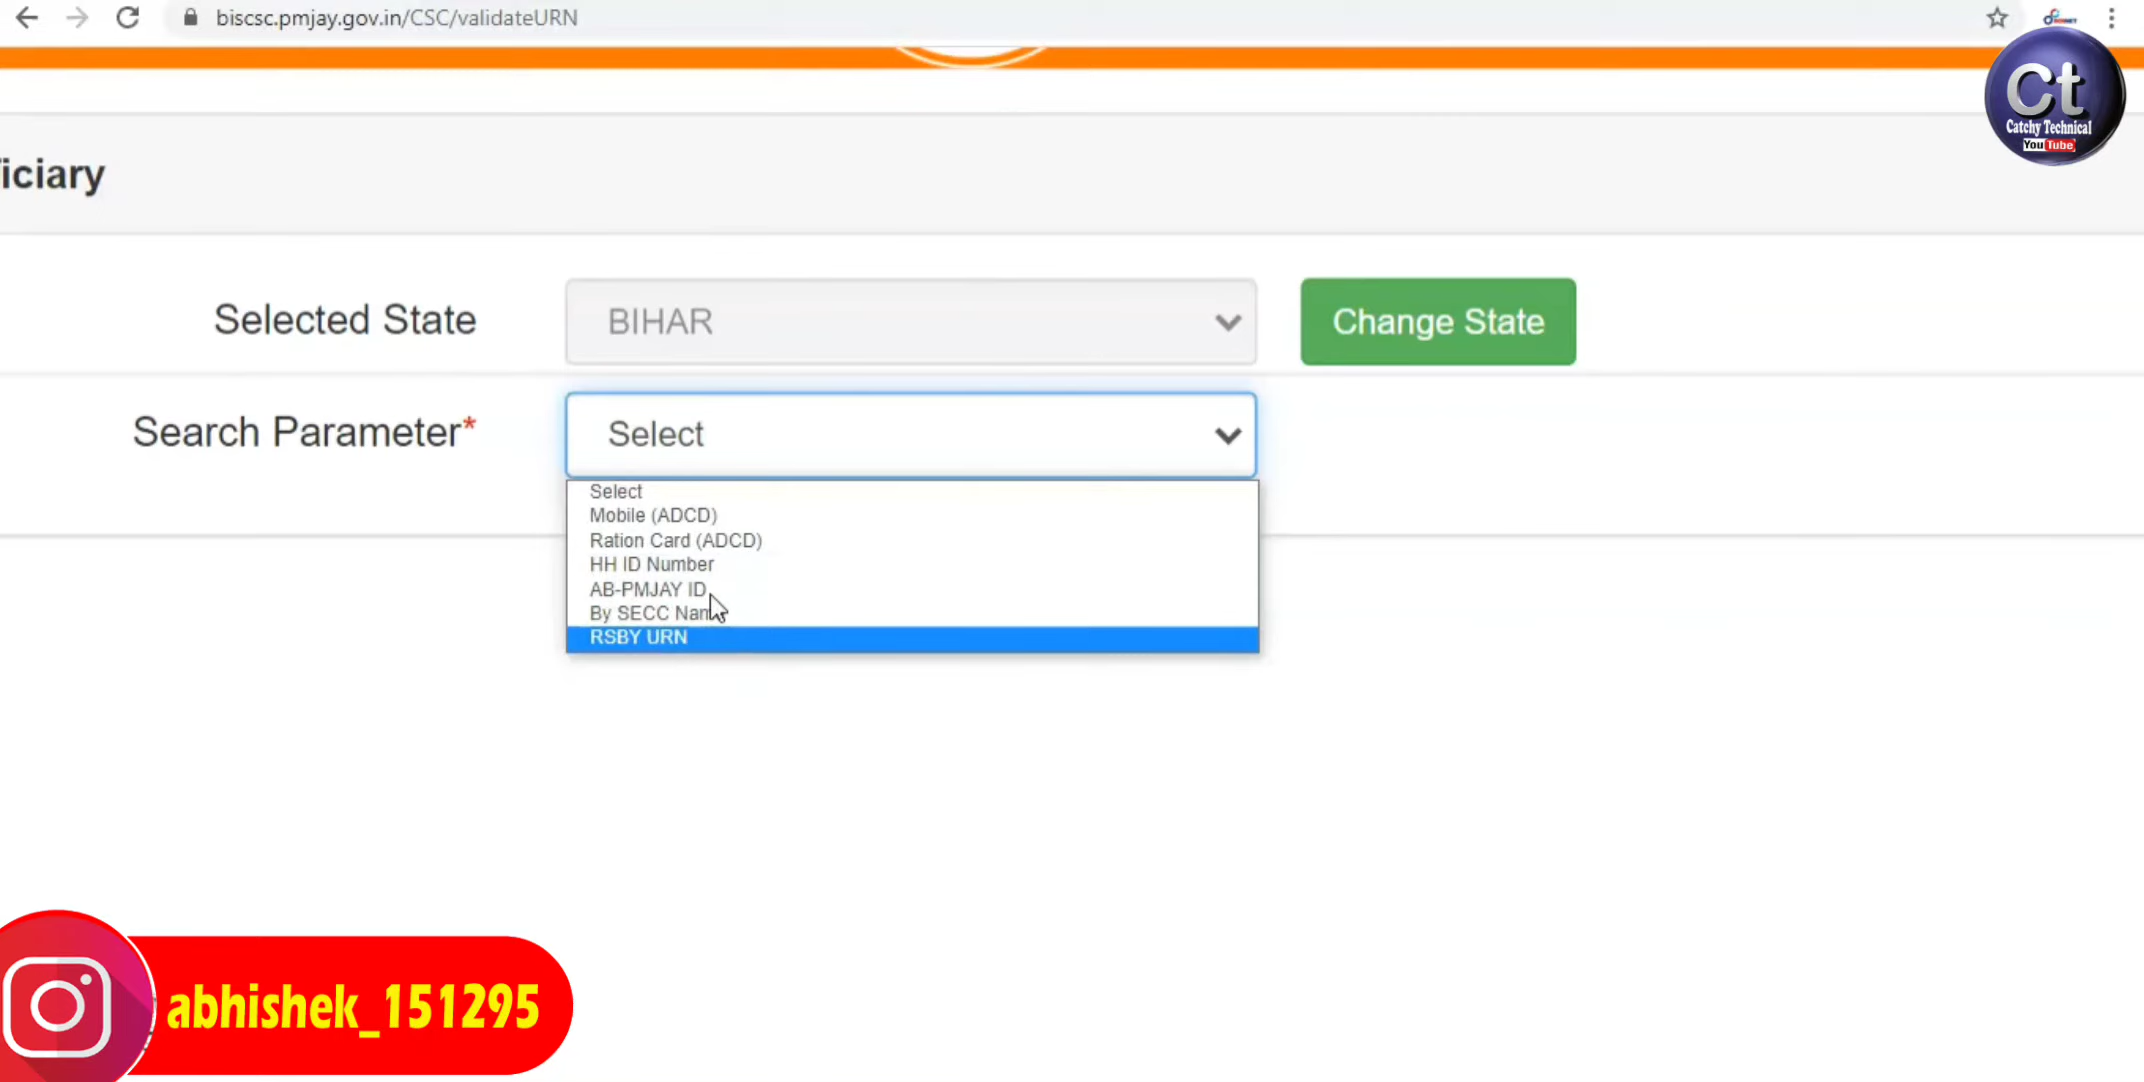 biscsc.pmjay.gov.in/CSC/validateURN
Ct
Catchy Technical
YouTube
iciary
Selected State
BIHAR
Change State
Search Parameter*
Select
Select
Mobile (ADCD)
Ration Card (ADCD)
HH ID Number
AB-PMJAY ID
By SECC Nam
RSBY URN
abhishek_151295